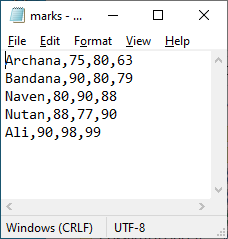 marks - ...
File Edit Format View Help
Archana,75,80,63
Bandana,90,80,79
Naven,80,90,88
Nutan,88,77,90
Ali,90,98,99
Windows (CRLF) UTF-8